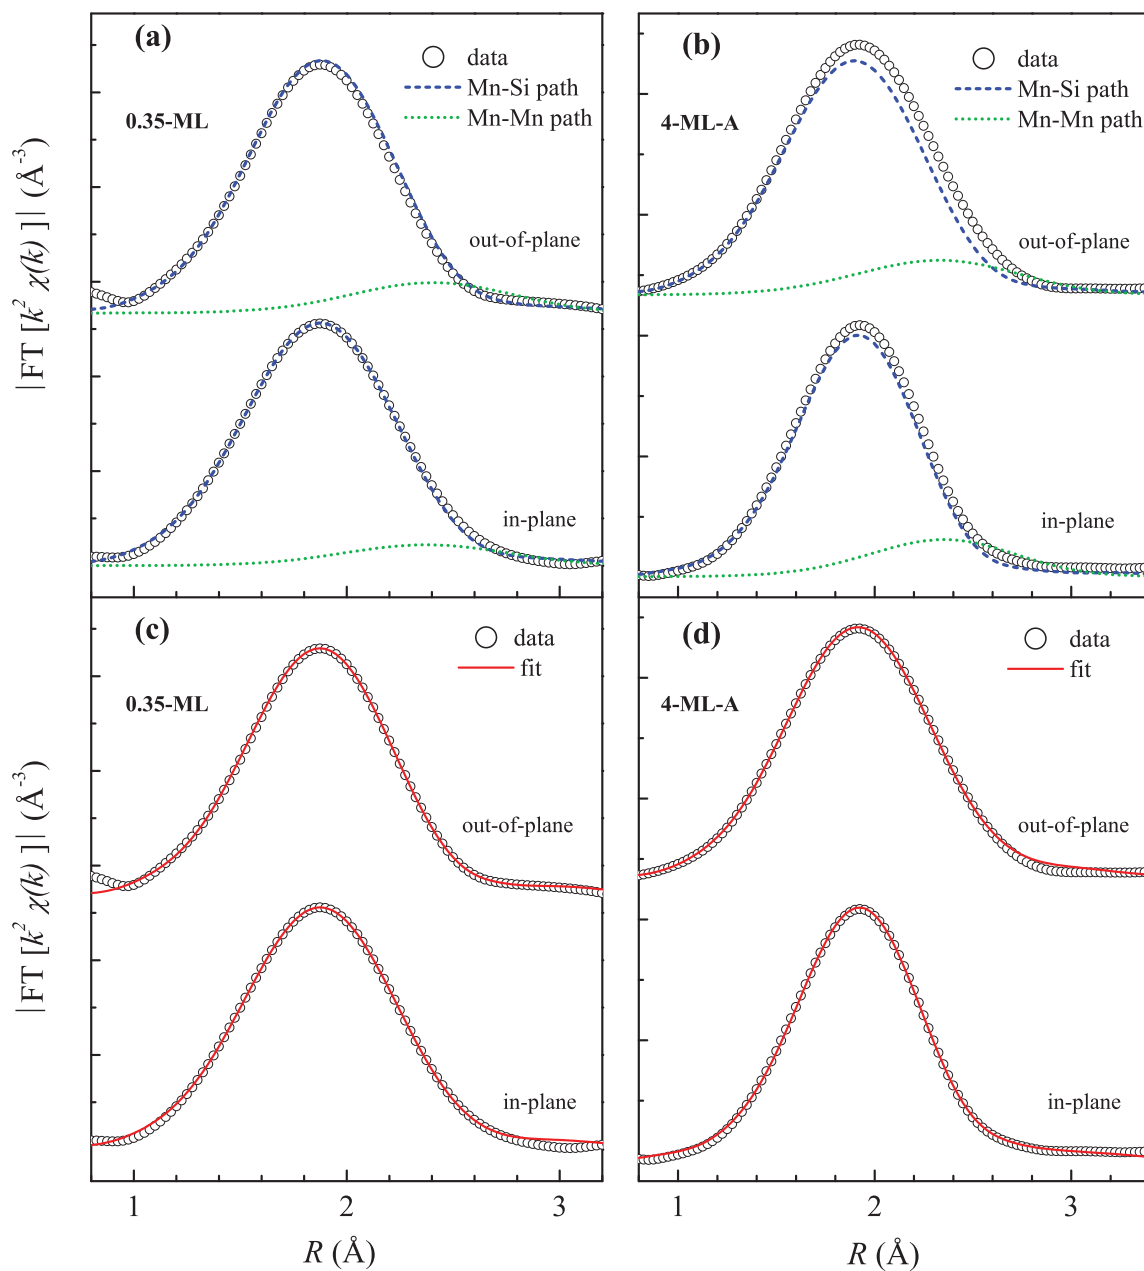 (a)
data
Mn-Si path
Mn-Mn path
0.35-ML
out-of-plane
in-plane
(b)
data
Mn-Si path
Mn-Mn path
4-ML-A
out-of-plane
in-plane
|FT [k² χ(k) ]| (Å⁻³)
(c)
data
fit
0.35-ML
out-of-plane
in-plane
(d)
data
fit
4-ML-A
out-of-plane
in-plane
|FT [k² χ(k) ]| (Å⁻³)
1 2 3
1 2 3
R (Å)
R (Å)